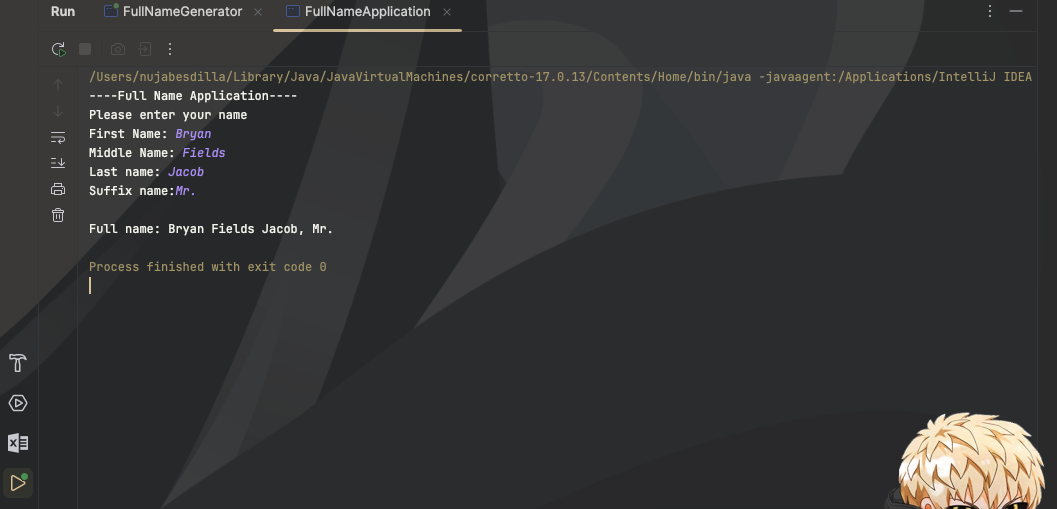 Run FullNameGenerator FullNameApplication
/Users/nujabesdilla/Library/Java/JavaVirtualMachines/corretto-17.0.13/Contents/Home/bin/java -javaagent:/Applications/IntelliJ IDEA
----Full Name Application----
Please enter your name
First Name: Bryan
Middle Name: Fields
Last name: Jacob
Suffix name:Mr.
Full name: Bryan Fields Jacob, Mr.
Process finished with exit code 0